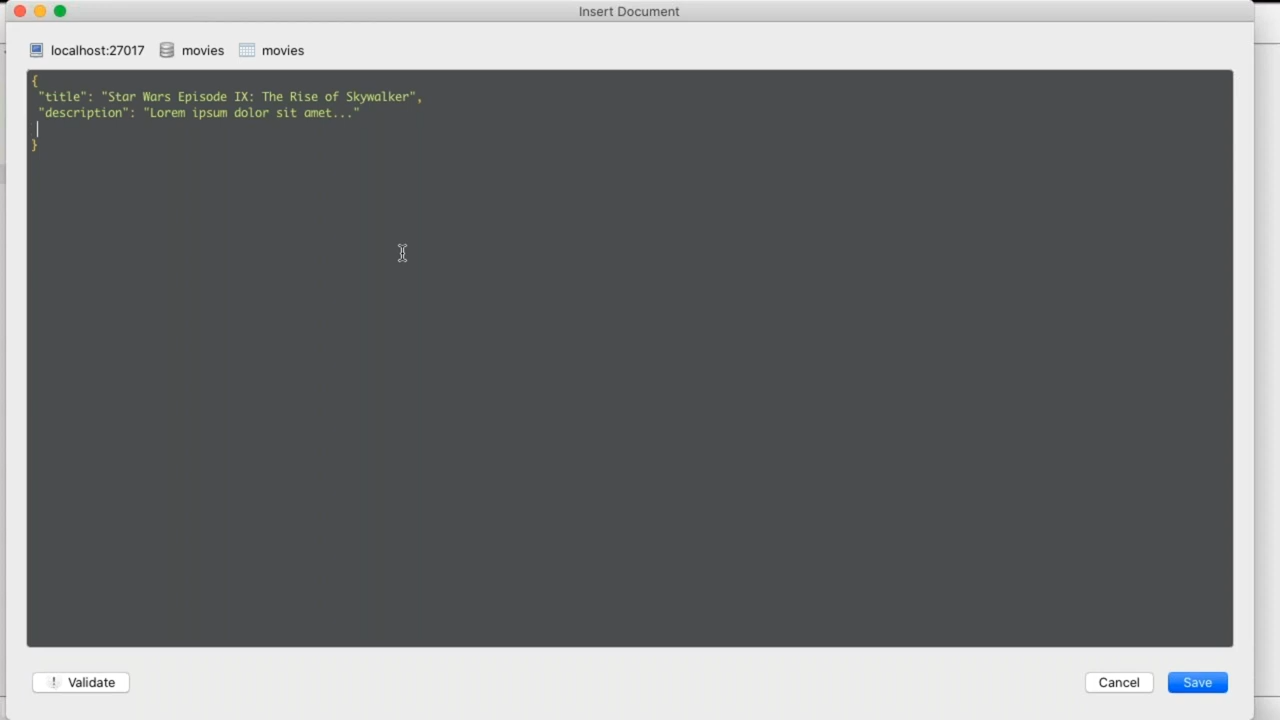 Insert Document
localhost:27017 movies movies
{
"title": "Star Wars Episode IX: The Rise of Skywalker",
"description": "Lorem ipsum dolor sit amet..."
}
! Validate Cancel Save